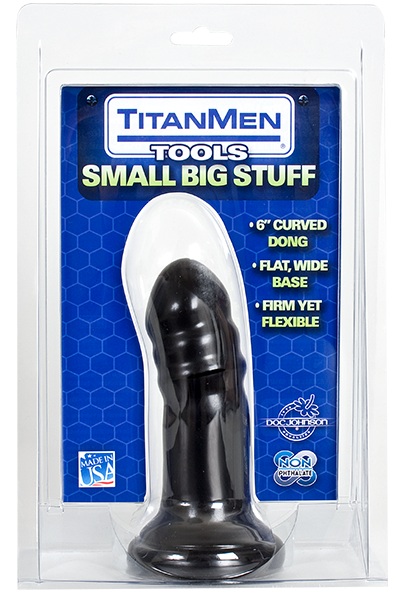 TITANMEN
TOOLS
SMALL BIG STUFF
• 6" CURVED
DONG
• FLAT, WIDE
BASE
• FIRM YET
FLEXIBLE
DOC JOHNSON
MADE IN
USA
NON
PHTHALATE